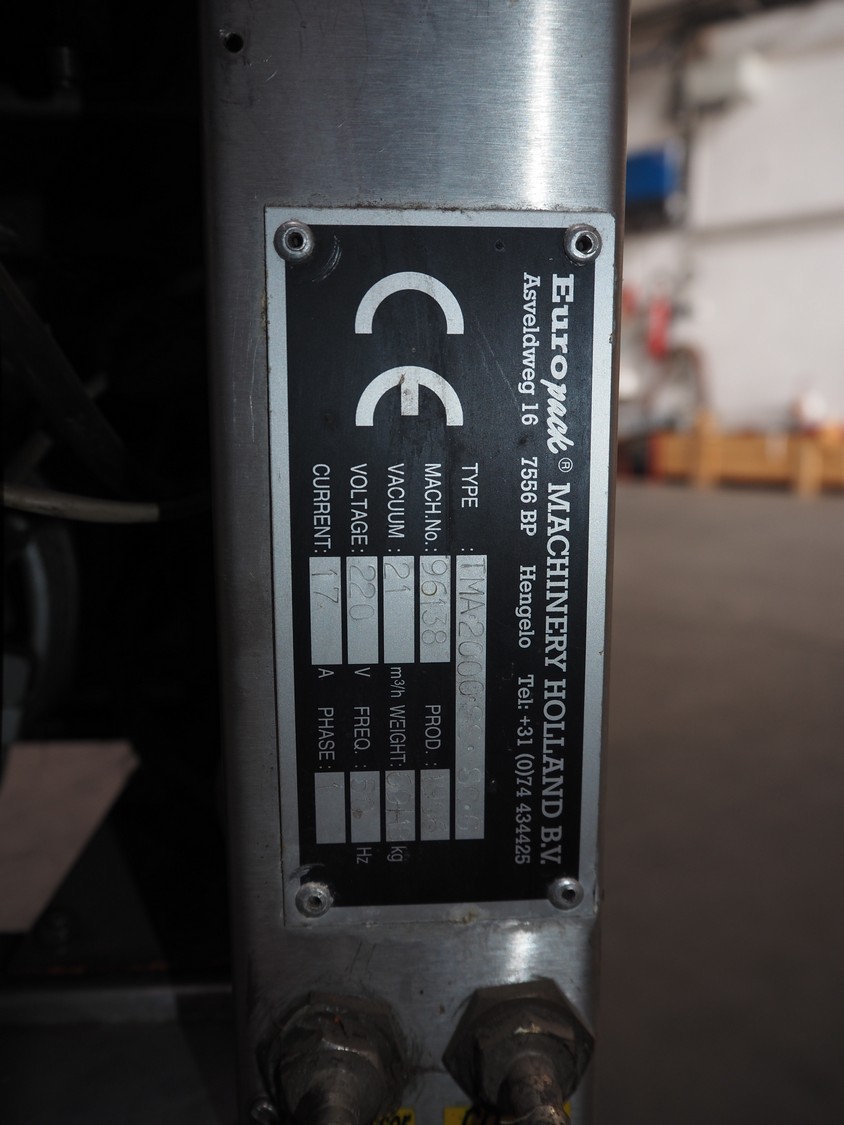 Europack® MACHINERY HOLLAND B.V.
Asveldweg 16 7556 BP Hengelo Tel: +31 (0)74 434425
TYPE :
MACH.No.: 96138 PROD. :
VACUUM : 21 m³/h WEIGHT: kg
VOLTAGE: 220 V FREQ. : Hz
CURRENT: 17 A PHASE :
CE